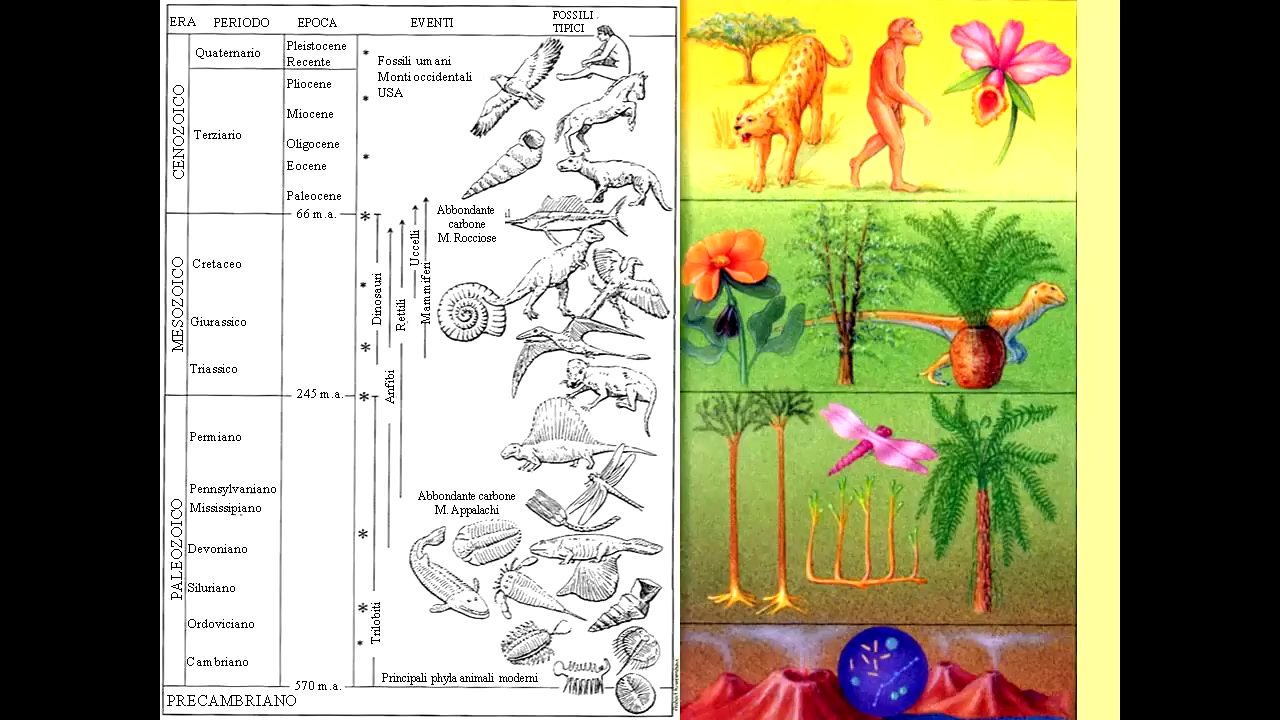 ERA PERIODO EPOCA EVENTI FOSSILI TIPICI
CENOZOICO
Quaternario
Pleistocene
Recente
Fossili umani
Monti occidentali
USA
Pliocene
Miocene
Terziario
Oligocene
Eocene
Paleocene
66 m.a.
Abbondante
carbone
M. Rocciose
MESOZOICO
Cretaceo
Giurassico
Triassico
Dinosauri
Rettili
Uccelli
Mammiferi
245 m.a.
Anfibi
PALEOZOICO
Permiano
Pennsylvaniano
Mississipiano
Abbondante carbone
M. Appalachi
Devoniano
Siluriano
Ordoviciano
Cambriano
Trilobiti
Principali phyla animali moderni
570 m.a.
PRECAMBRIANO